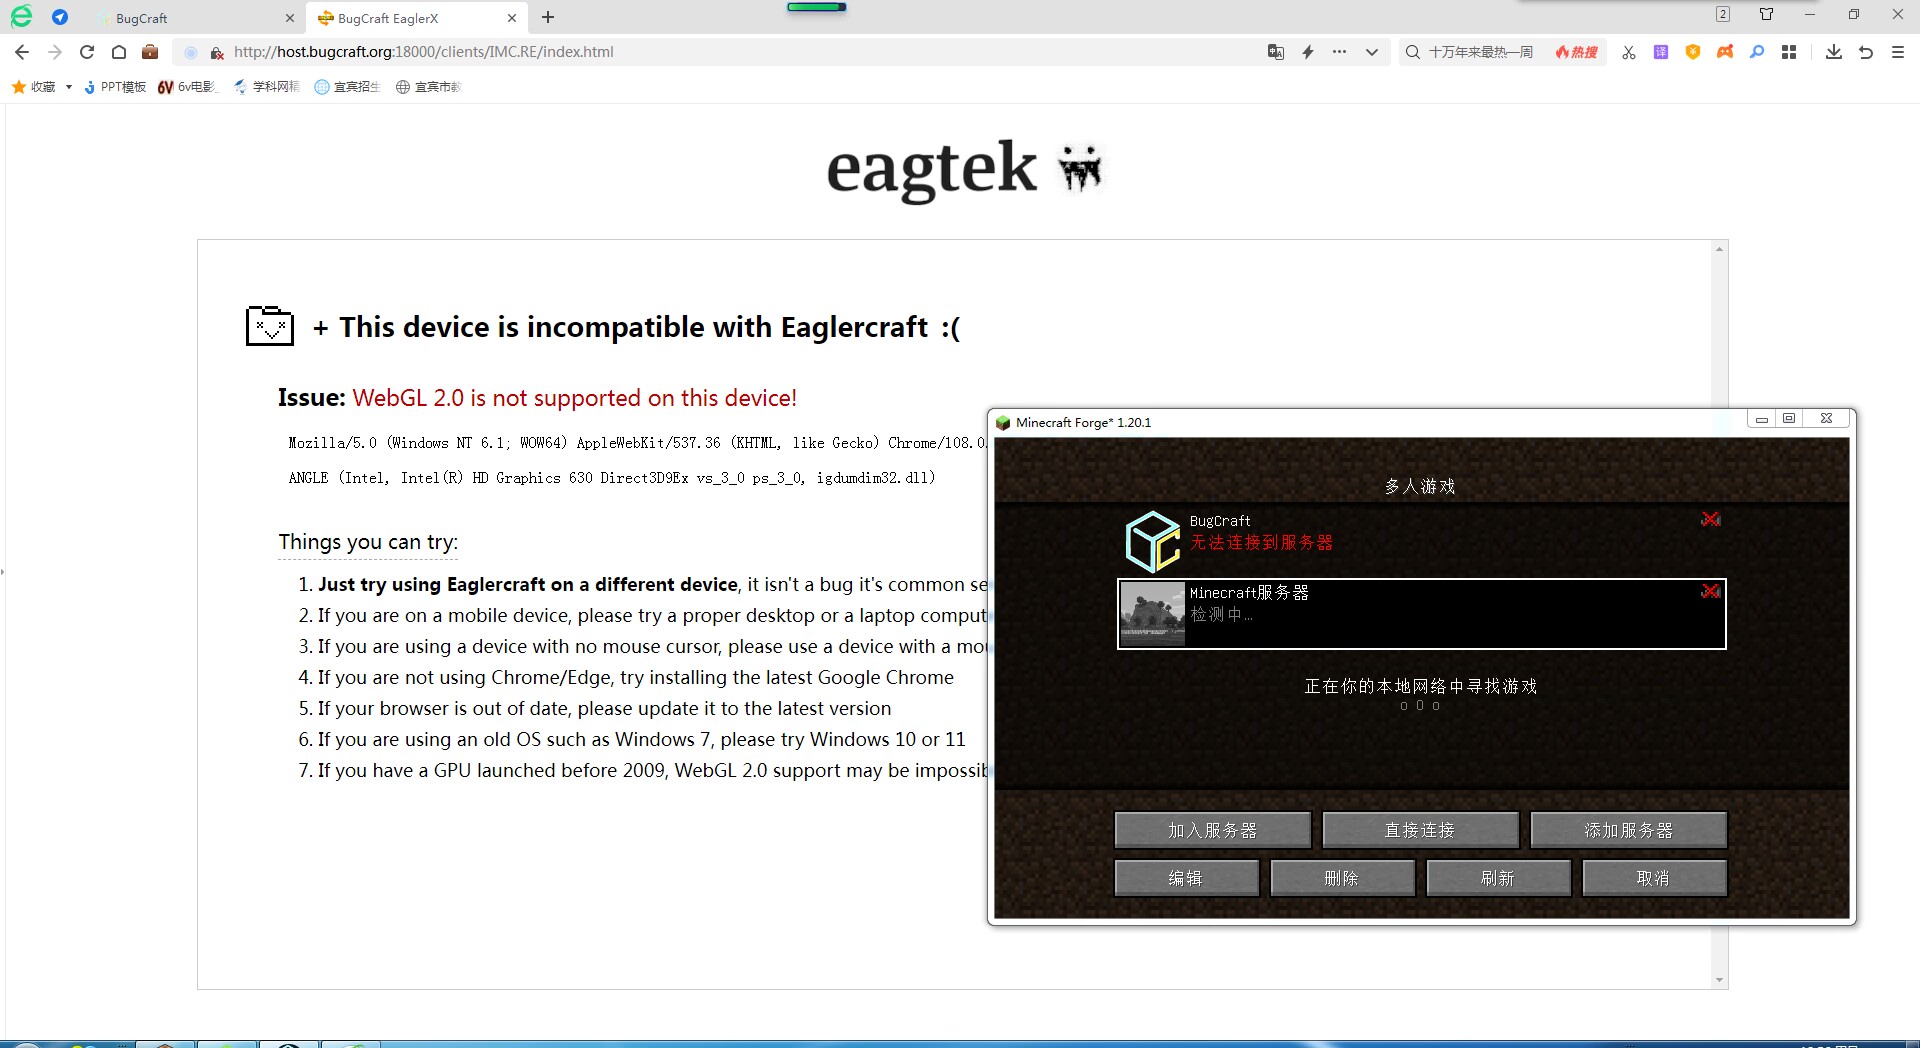 BugCraft
BugCraft EaglerX
2
http://host.bugcraft.org:18000/clients/IMC.RE/index.html
十万年来最热一周
热搜
译
收藏
PPT模板
6v电影
学科网精
宜宾招生
宜宾市教
eagtek
+ This device is incompatible with Eaglercraft :(
Issue: WebGL 2.0 is not supported on this device!
Mozilla/5.0 (Windows NT 6.1; WOW64) AppleWebKit/537.36 (KHTML, like Gecko) Chrome/108.0.
ANGLE (Intel, Intel(R) HD Graphics 630 Direct3D9Ex vs_3_0 ps_3_0, igdumdim32.dll)
Things you can try:
1. Just try using Eaglercraft on a different device, it isn't a bug it's common se
2. If you are on a mobile device, please try a proper desktop or a laptop comput
3. If you are using a device with no mouse cursor, please use a device with a mou
4. If you are not using Chrome/Edge, try installing the latest Google Chrome
5. If your browser is out of date, please update it to the latest version
6. If you are using an old OS such as Windows 7, please try Windows 10 or 11
7. If you have a GPU launched before 2009, WebGL 2.0 support may be impossib
Minecraft Forge* 1.20.1
多人游戏
BugCraft
无法连接到服务器
Minecraft服务器
检测中…
正在你的本地网络中寻找游戏
o O o
加入服务器
直接连接
添加服务器
编辑
删除
刷新
取消